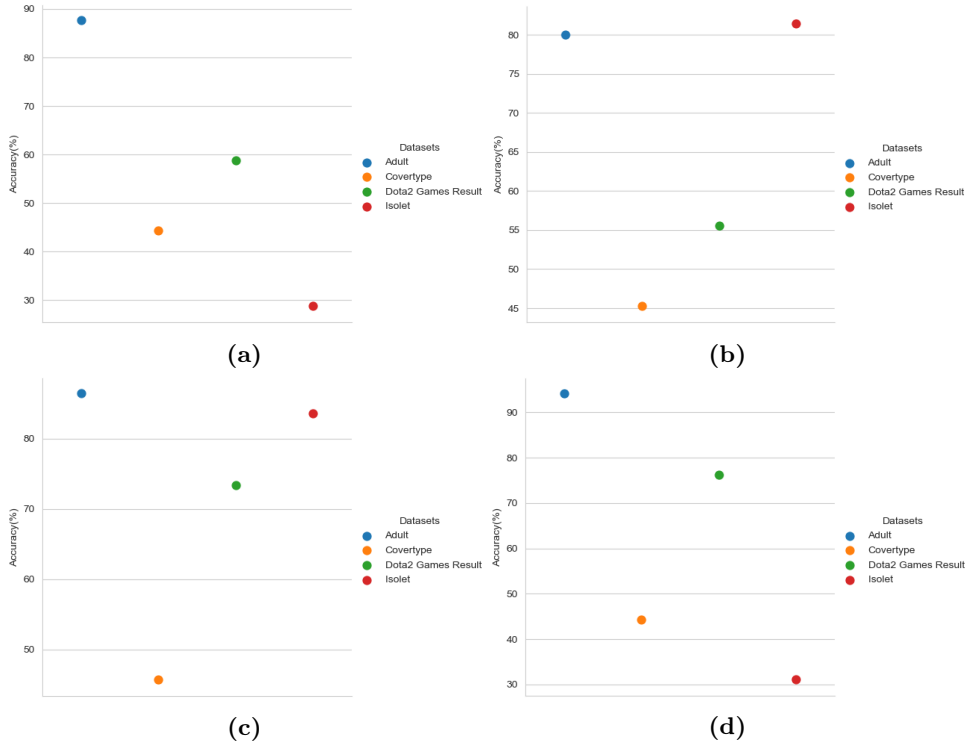 90
80
70
60
50
40
30
Accuracy(%)
Datasets
Adult
Covertype
Dota2 Games Result
Isolet
(a)
80
75
70
65
60
55
50
45
Accuracy(%)
Datasets
Adult
Covertype
Dota2 Games Result
Isolet
(b)
80
70
60
50
Accuracy(%)
Datasets
Adult
Covertype
Dota2 Games Result
Isolet
(c)
90
80
70
60
50
40
30
Accuracy(%)
Datasets
Adult
Covertype
Dota2 Games Result
Isolet
(d)